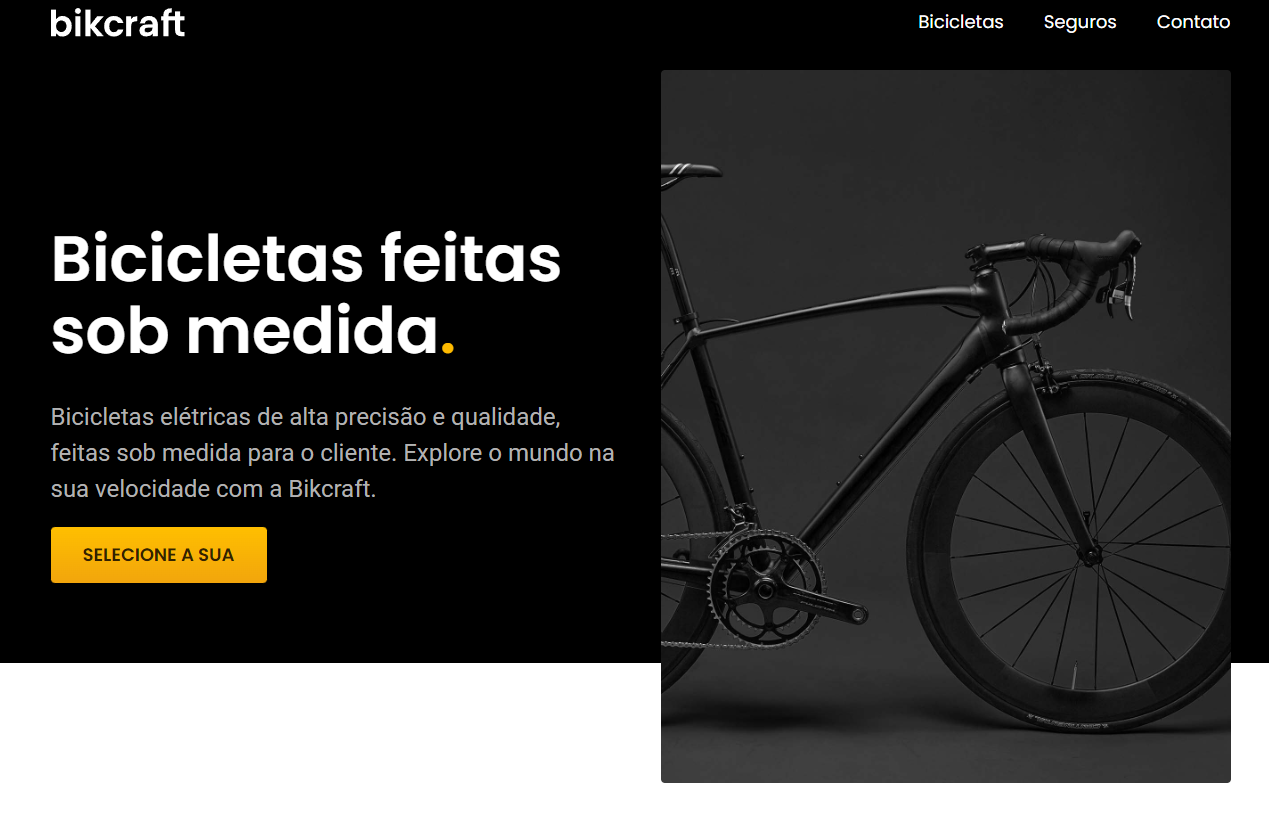 bikcraft
Bicicletas
Seguros
Contato
Bicicletas feitas
sob medida.
Bicicletas elétricas de alta precisão e qualidade,
feitas sob medida para o cliente. Explore o mundo na
sua velocidade com a Bikcraft.
SELECIONE A SUA